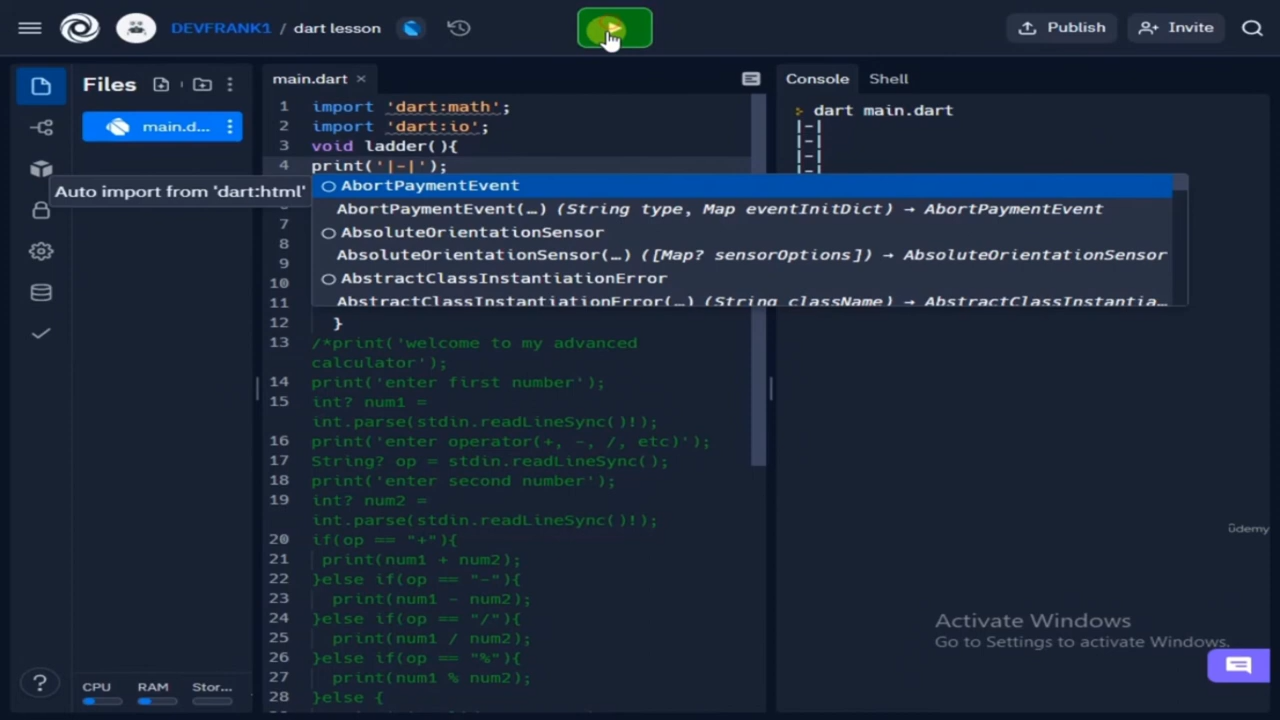 DEVFRANK1 / dart lesson
Publish
Invite
Files
main.dart ×
Console
Shell
main.d...
1 import 'dart:math';
2 import 'dart:io';
3 void ladder(){
4 print('|-|');
dart main.dart
|-|
|-|
|-|
|-|
Auto import from 'dart:html'
AbortPaymentEvent
AbortPaymentEvent(…) (String type, Map eventInitDict) → AbortPaymentEvent
AbsoluteOrientationSensor
AbsoluteOrientationSensor(…) ([Map? sensorOptions]) → AbsoluteOrientationSensor
AbstractClassInstantiationError
AbstractClassInstantiationError(…) (String className) → AbstractClassInstantia…
7
8
9
10
11
12 }
13 /*print('welcome to my advanced
calculator');
14 print('enter first number');
15 int? num1 =
int.parse(stdin.readLineSync()!);
16 print('enter operator(+, -, /, etc)');
17 String? op = stdin.readLineSync();
18 print('enter second number');
19 int? num2 =
int.parse(stdin.readLineSync()!);
20 if(op == "+"){
21 print(num1 + num2);
22 }else if(op == "-"){
23 print(num1 - num2);
24 }else if(op == "/"){
25 print(num1 / num2);
26 }else if(op == "%"){
27 print(num1 % num2);
28 }else {
ûdemy
Activate Windows
Go to Settings to activate Windows.
?
CPU
RAM
Stor...